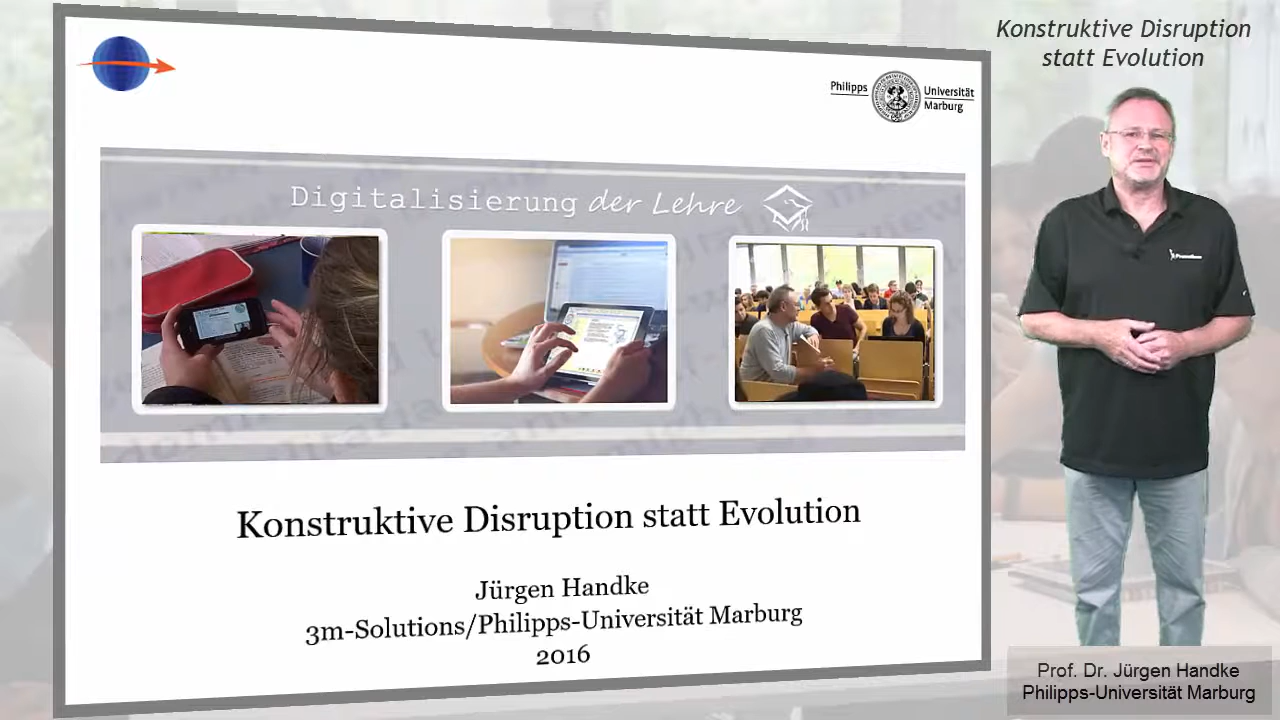 Konstruktive Disruption
statt Evolution
Philipps
Universität
Marburg
Digitalisierung der Lehre
Konstruktive Disruption statt Evolution
Jürgen Handke
3m-Solutions/Philipps-Universität Marburg
2016
Prof. Dr. Jürgen Handke
Philipps-Universität Marburg